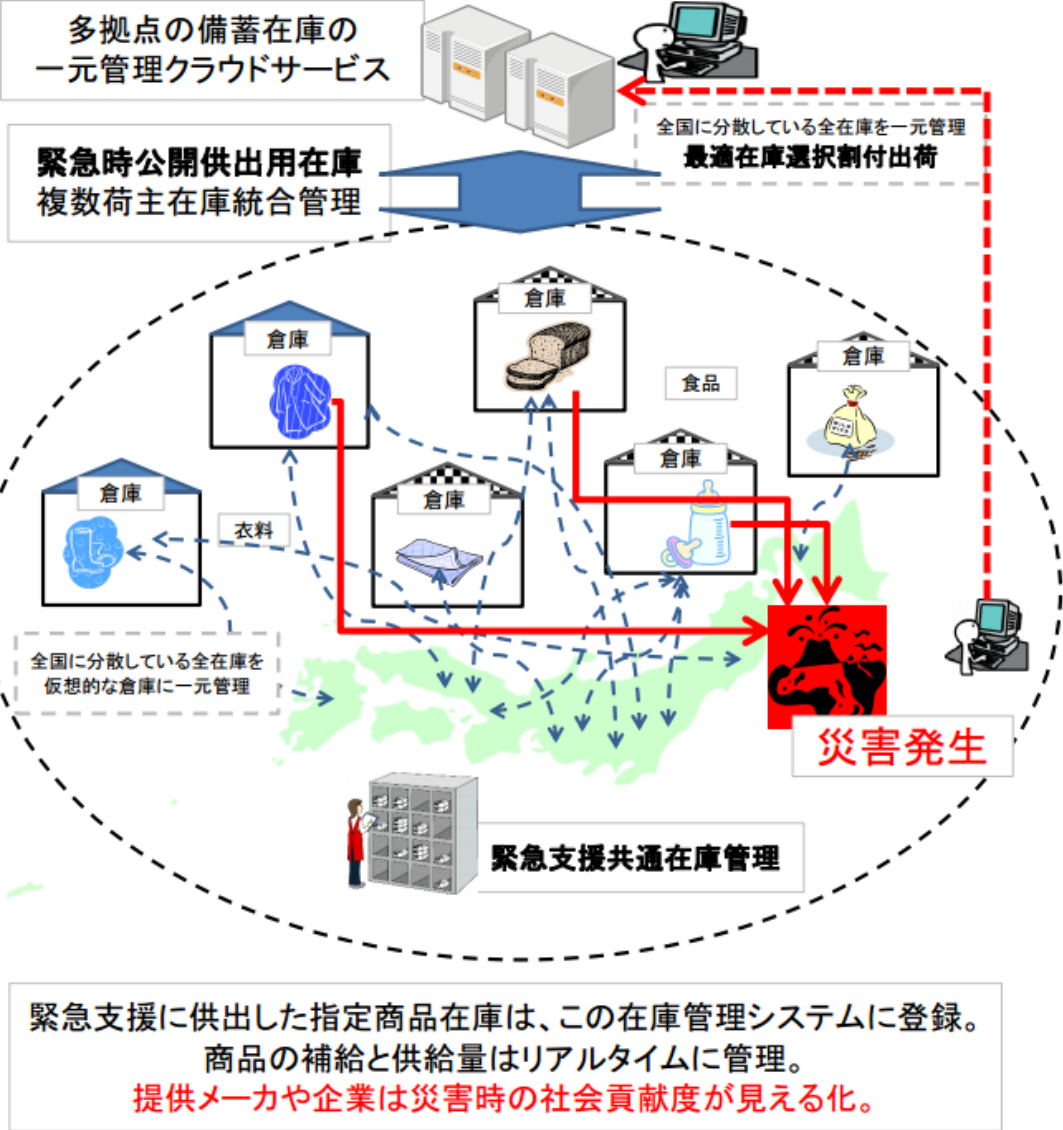 多拠点の備蓄在庫の
一元管理クラウドサービス
全国に分散している全在庫を一元管理
最適在庫選択割付出荷
緊急時公開供出用在庫
複数荷主在庫統合管理
倉庫
倉庫
倉庫
食品
倉庫
倉庫
倉庫
衣料
全国に分散している全在庫を
仮想的な倉庫に一元管理
災害発生
緊急支援共通在庫管理
緊急支援に供出した指定商品在庫は、この在庫管理システムに登録。
商品の補給と供給量はリアルタイムに管理。
提供メーカや企業は災害時の社会貢献度が見える化。